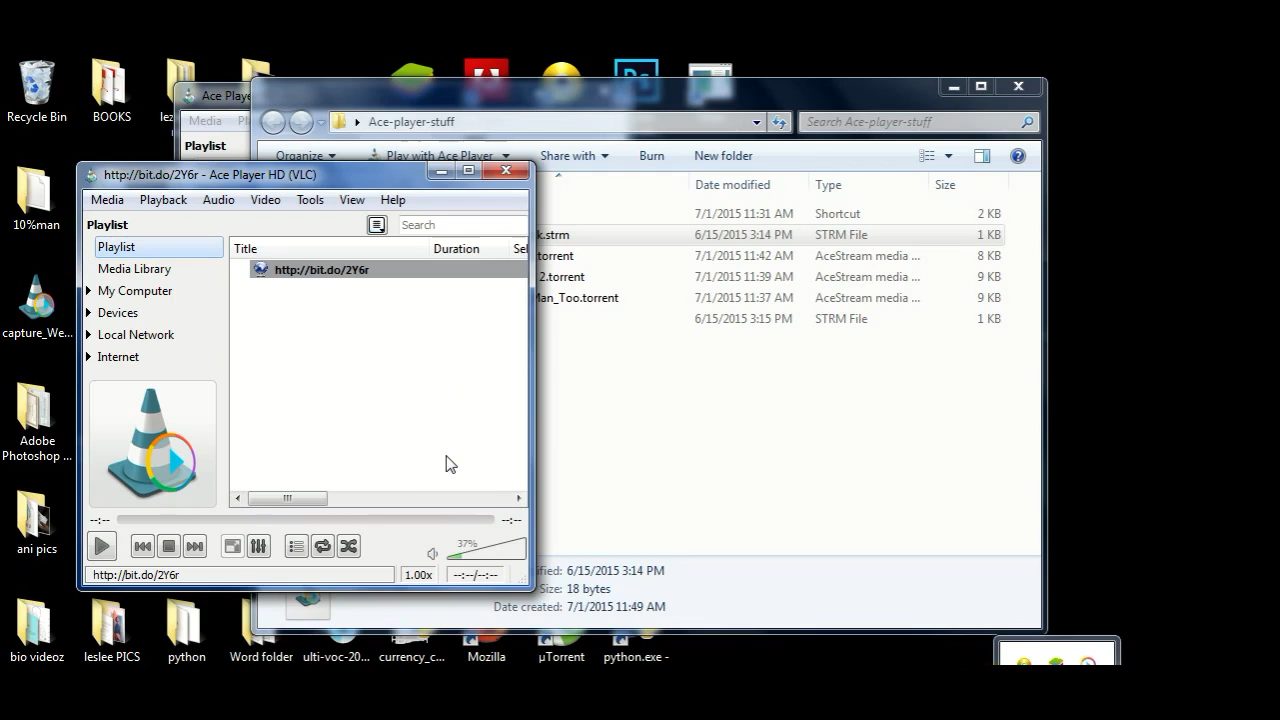 Recycle Bin
BOOKS
10%man
capture_We...
Adobe
Photoshop ...
ani pics
bio videoz
leslee PICS
python
Word folder
ulti-voc-20...
currency_c...
Mozilla
µTorrent
python.exe -
Ace Playe
Media
Playlist
Ace-player-stuff
Search Ace-player-stuff
Organize
Play with Ace Player
Share with
Burn
New folder
Date modified
Type
Size
7/1/2015 11:31 AM Shortcut 2 KB
k.strm 6/15/2015 3:14 PM STRM File 1 KB
torrent 7/1/2015 11:42 AM AceStream media ... 8 KB
2.torrent 7/1/2015 11:39 AM AceStream media ... 9 KB
Man_Too.torrent 7/1/2015 11:37 AM AceStream media ... 9 KB
6/15/2015 3:15 PM STRM File 1 KB
ified: 6/15/2015 3:14 PM
Size: 18 bytes
Date created: 7/1/2015 11:49 AM
http://bit.do/2Y6r - Ace Player HD (VLC)
Media Playback Audio Video Tools View Help
Playlist
Search
Playlist
Media Library
My Computer
Devices
Local Network
Internet
Title Duration Sel
http://bit.do/2Y6r
--:-- --:--
37%
http://bit.do/2Y6r 1.00x --:--/--:--